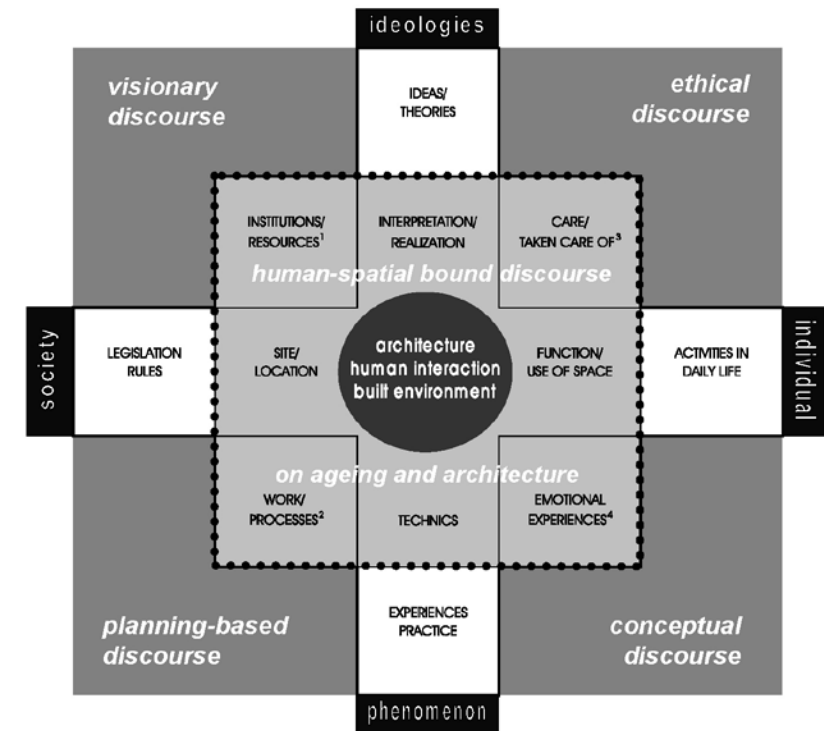 ideologies
visionary
discourse
IDEAS/
THEORIES
ethical
discourse
INSTITUTIONS/
RESOURCES¹
INTERPRETATION/
REALIZATION
CARE/
TAKEN CARE OF³
human-spatial bound discourse
society
LEGISLATION
RULES
SITE/
LOCATION
architecture
human interaction
built environment
FUNCTION/
USE OF SPACE
ACTIVITIES IN
DAILY LIFE
individual
on ageing and architecture
WORK/
PROCESSES²
TECHNICS
EMOTIONAL
EXPERIENCES⁴
planning-based
discourse
EXPERIENCES
PRACTICE
conceptual
discourse
phenomenon